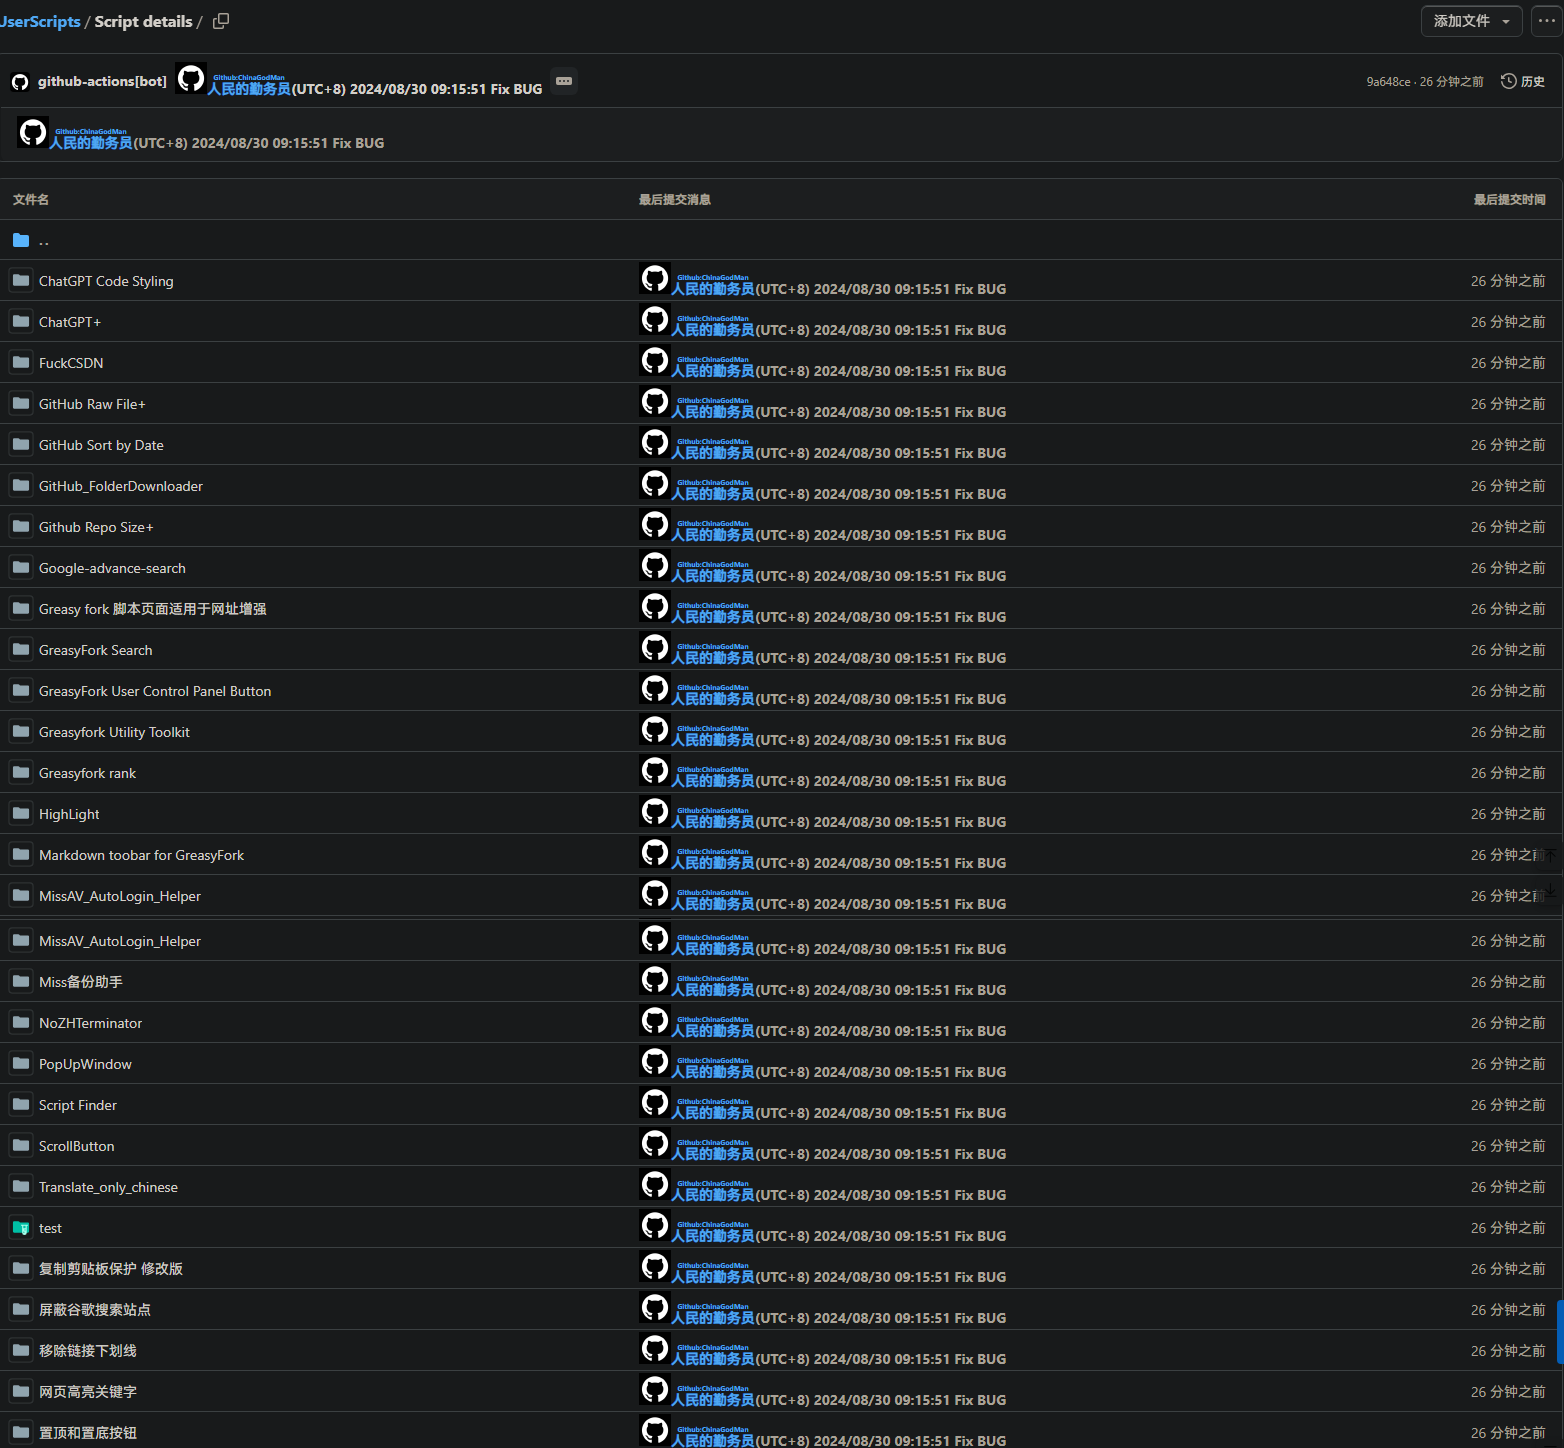 UserScripts / Script details /
添加文件
github-actions[bot] Github:ChinaGodMan 人民的勤务员(UTC+8) 2024/08/30 09:15:51 Fix BUG
9a648ce · 26 分钟之前 历史
Github:ChinaGodMan
人民的勤务员(UTC+8) 2024/08/30 09:15:51 Fix BUG
文件名 最后提交消息 最后提交时间
..
ChatGPT Code Styling Github:ChinaGodMan 人民的勤务员(UTC+8) 2024/08/30 09:15:51 Fix BUG 26 分钟之前
ChatGPT+ Github:ChinaGodMan 人民的勤务员(UTC+8) 2024/08/30 09:15:51 Fix BUG 26 分钟之前
FuckCSDN Github:ChinaGodMan 人民的勤务员(UTC+8) 2024/08/30 09:15:51 Fix BUG 26 分钟之前
GitHub Raw File+ Github:ChinaGodMan 人民的勤务员(UTC+8) 2024/08/30 09:15:51 Fix BUG 26 分钟之前
GitHub Sort by Date Github:ChinaGodMan 人民的勤务员(UTC+8) 2024/08/30 09:15:51 Fix BUG 26 分钟之前
GitHub_FolderDownloader Github:ChinaGodMan 人民的勤务员(UTC+8) 2024/08/30 09:15:51 Fix BUG 26 分钟之前
Github Repo Size+ Github:ChinaGodMan 人民的勤务员(UTC+8) 2024/08/30 09:15:51 Fix BUG 26 分钟之前
Google-advance-search Github:ChinaGodMan 人民的勤务员(UTC+8) 2024/08/30 09:15:51 Fix BUG 26 分钟之前
Greasy fork 脚本页面适用于网址增强 Github:ChinaGodMan 人民的勤务员(UTC+8) 2024/08/30 09:15:51 Fix BUG 26 分钟之前
GreasyFork Search Github:ChinaGodMan 人民的勤务员(UTC+8) 2024/08/30 09:15:51 Fix BUG 26 分钟之前
GreasyFork User Control Panel Button Github:ChinaGodMan 人民的勤务员(UTC+8) 2024/08/30 09:15:51 Fix BUG 26 分钟之前
Greasyfork Utility Toolkit Github:ChinaGodMan 人民的勤务员(UTC+8) 2024/08/30 09:15:51 Fix BUG 26 分钟之前
Greasyfork rank Github:ChinaGodMan 人民的勤务员(UTC+8) 2024/08/30 09:15:51 Fix BUG 26 分钟之前
HighLight Github:ChinaGodMan 人民的勤务员(UTC+8) 2024/08/30 09:15:51 Fix BUG 26 分钟之前
Markdown toobar for GreasyFork Github:ChinaGodMan 人民的勤务员(UTC+8) 2024/08/30 09:15:51 Fix BUG 26 分钟之前
MissAV_AutoLogin_Helper Github:ChinaGodMan 人民的勤务员(UTC+8) 2024/08/30 09:15:51 Fix BUG 26 分钟之前
MissAV_AutoLogin_Helper Github:ChinaGodMan 人民的勤务员(UTC+8) 2024/08/30 09:15:51 Fix BUG 26 分钟之前
Miss备份助手 Github:ChinaGodMan 人民的勤务员(UTC+8) 2024/08/30 09:15:51 Fix BUG 26 分钟之前
NoZHTerminator Github:ChinaGodMan 人民的勤务员(UTC+8) 2024/08/30 09:15:51 Fix BUG 26 分钟之前
PopUpWindow Github:ChinaGodMan 人民的勤务员(UTC+8) 2024/08/30 09:15:51 Fix BUG 26 分钟之前
Script Finder Github:ChinaGodMan 人民的勤务员(UTC+8) 2024/08/30 09:15:51 Fix BUG 26 分钟之前
ScrollButton Github:ChinaGodMan 人民的勤务员(UTC+8) 2024/08/30 09:15:51 Fix BUG 26 分钟之前
Translate_only_chinese Github:ChinaGodMan 人民的勤务员(UTC+8) 2024/08/30 09:15:51 Fix BUG 26 分钟之前
test Github:ChinaGodMan 人民的勤务员(UTC+8) 2024/08/30 09:15:51 Fix BUG 26 分钟之前
复制剪贴板保护 修改版 Github:ChinaGodMan 人民的勤务员(UTC+8) 2024/08/30 09:15:51 Fix BUG 26 分钟之前
屏蔽谷歌搜索站点 Github:ChinaGodMan 人民的勤务员(UTC+8) 2024/08/30 09:15:51 Fix BUG 26 分钟之前
移除链接下划线 Github:ChinaGodMan 人民的勤务员(UTC+8) 2024/08/30 09:15:51 Fix BUG 26 分钟之前
网页高亮关键字 Github:ChinaGodMan 人民的勤务员(UTC+8) 2024/08/30 09:15:51 Fix BUG 26 分钟之前
置顶和置底按钮 Github:ChinaGodMan 人民的勤务员(UTC+8) 2024/08/30 09:15:51 Fix BUG 26 分钟之前